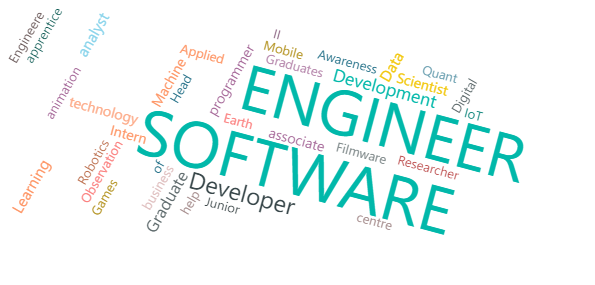 Engineere
apprentice
analyst
animation
technology
Learning
Intern
Robotics
Observation
Games
Machine
Applied
Head
programmer
II
Mobile
Graduates
Awareness
Data
Scientist
Quant
Digital
IoT
Development
ENGINEER
SOFTWARE
Earth
associate
Filmware
Researcher
of
business
Graduate
help
Developer
Junior
centre